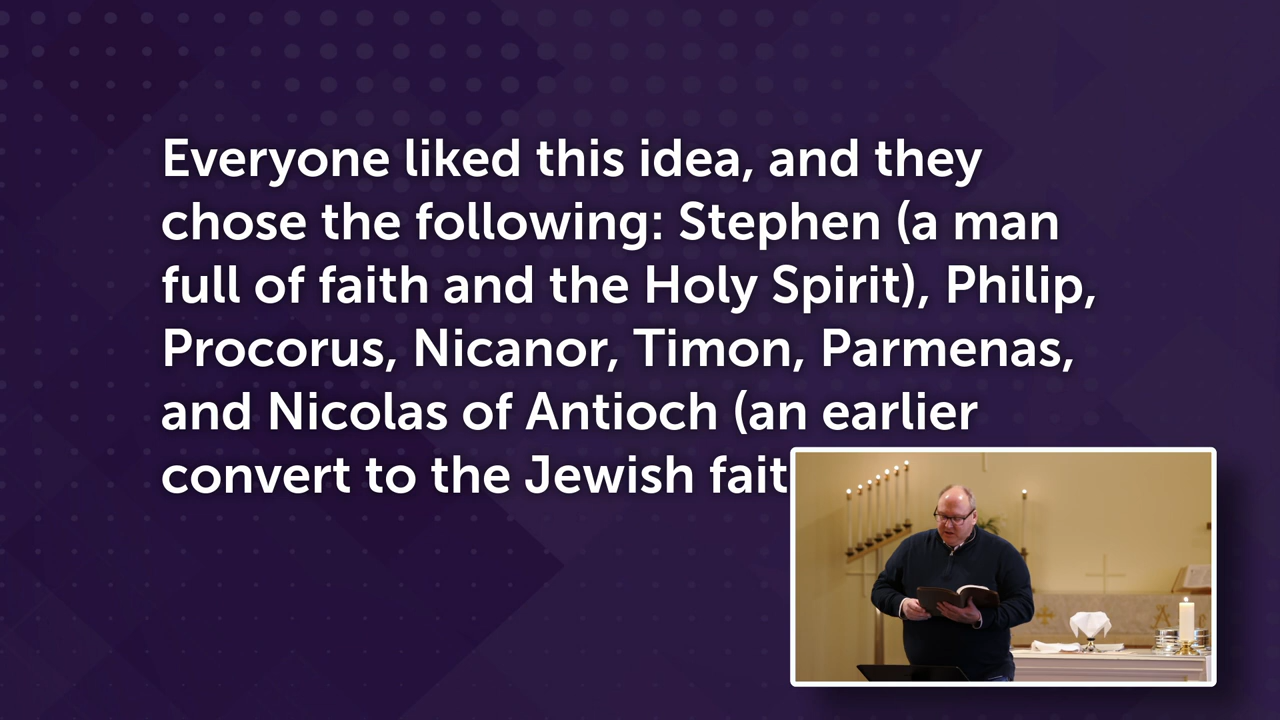 Everyone liked this idea, and they
chose the following: Stephen (a man
full of faith and the Holy Spirit), Philip,
Procorus, Nicanor, Timon, Parmenas,
and Nicolas of Antioch (an earlier
convert to the Jewish fait